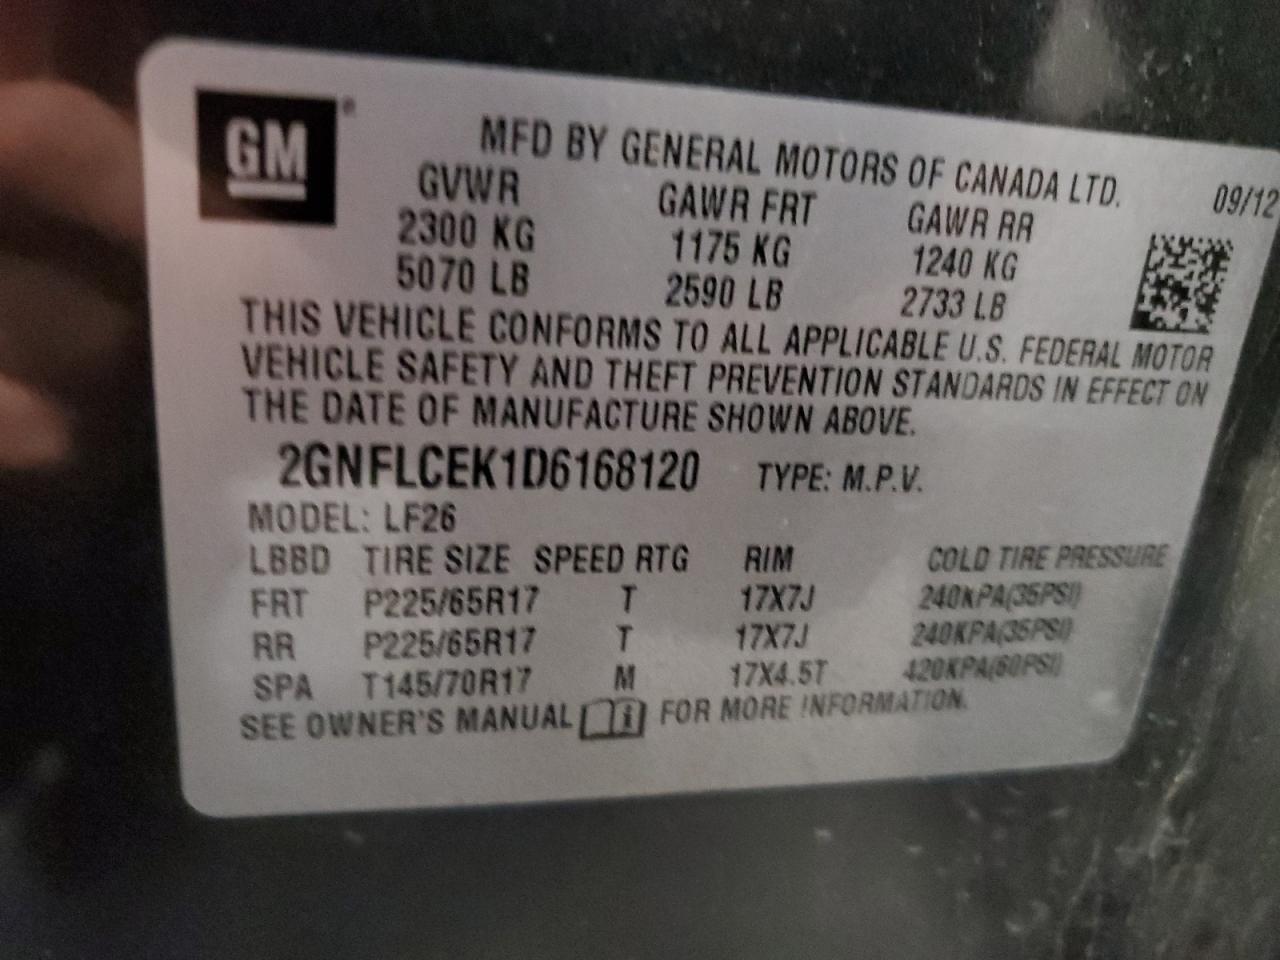 GM®
MFD BY GENERAL MOTORS OF CANADA LTD. 09/12
GVWR GAWR FRT GAWR RR
2300 KG 1175 KG 1240 KG
5070 LB 2590 LB 2733 LB
THIS VEHICLE CONFORMS TO ALL APPLICABLE U.S. FEDERAL MOTOR
VEHICLE SAFETY AND THEFT PREVENTION STANDARDS IN EFFECT ON
THE DATE OF MANUFACTURE SHOWN ABOVE.
2GNFLCEK1D6168120 TYPE: M.P.V.
MODEL: LF26
LBBD TIRE SIZE SPEED RTG RIM COLD TIRE PRESSURE
FRT P225/65R17 T 17X7J 240KPA(35PSI)
RR P225/65R17 T 17X7J 240KPA(35PSI)
SPA T145/70R17 M 17X4.5T 420KPA(60PSI)
SEE OWNER'S MANUAL i FOR MORE INFORMATION.